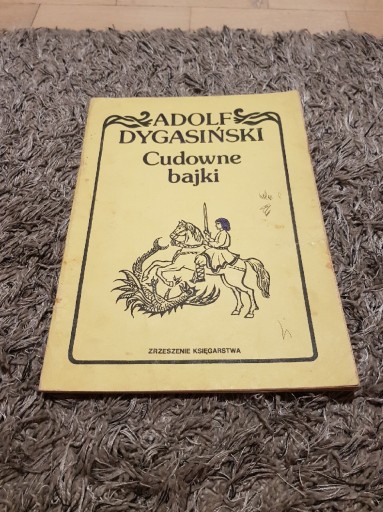 ADOLF
DYGASIŃSKI
Cudowne
bajki
ZRZESZENIE KSIĘGARSTWA